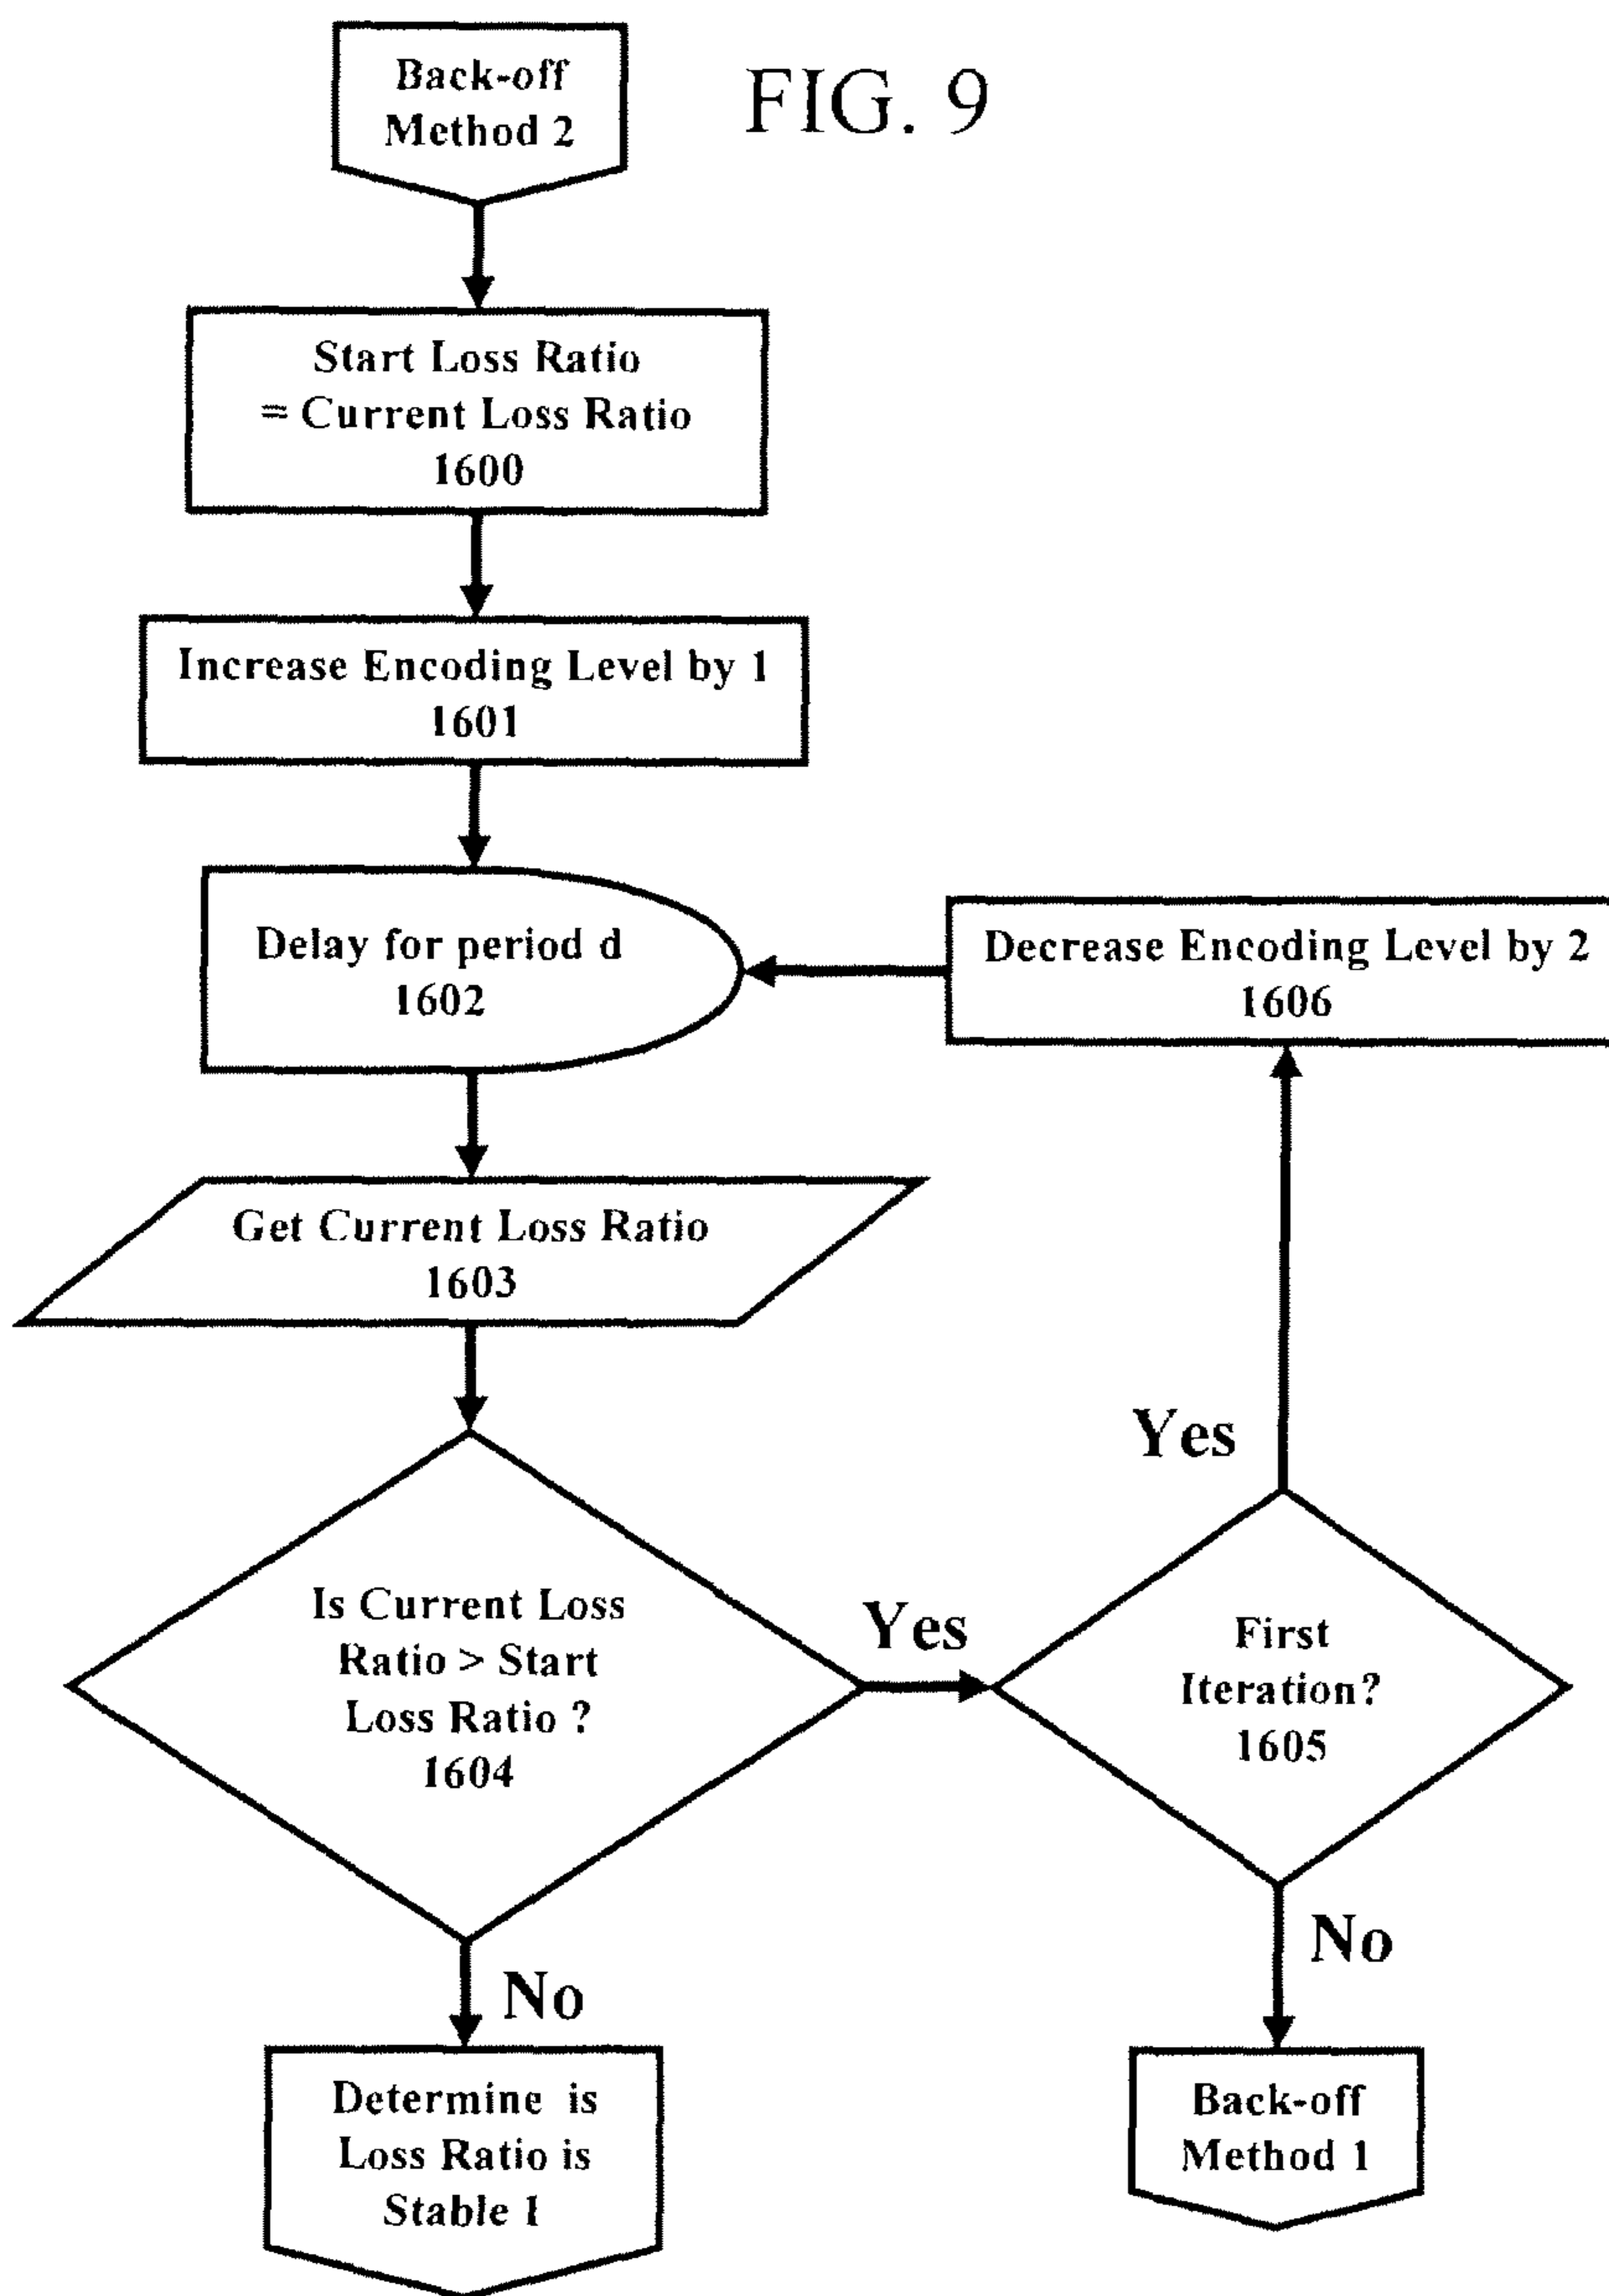 Back-off
Method 2
FIG. 9
Start Loss Ratio
= Current Loss Ratio
1600
Increase Encoding Level by 1
1601
Delay for period d
1602
Decrease Encoding Level by 2
1606
Get Current Loss Ratio
1603
Yes
Is Current Loss
Ratio > Start
Loss Ratio ?
1604
Yes
First
Iteration?
1605
No
No
Determine is
Loss Ratio is
Stable 1
Back-off
Method 1